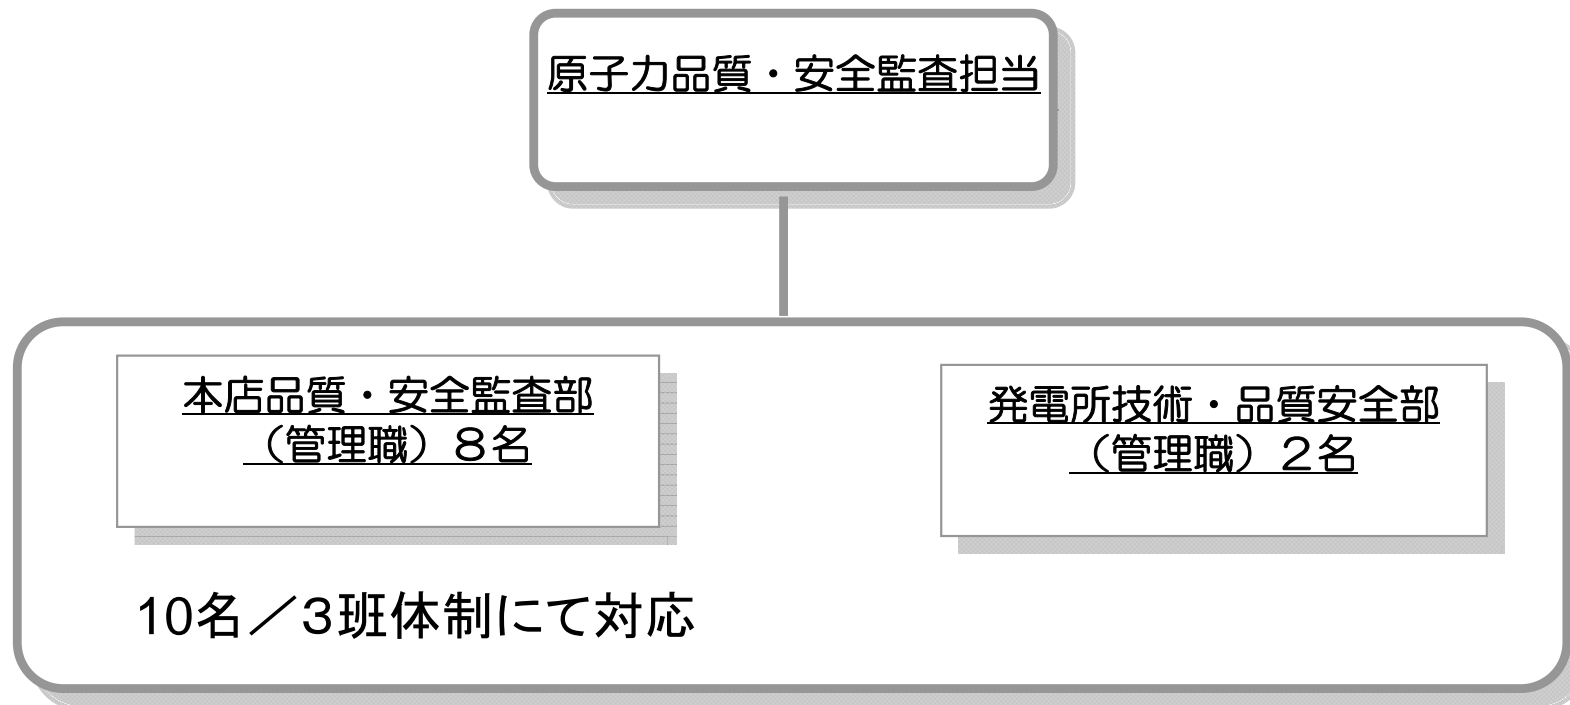 原子力品質・安全監査担当
本店品質・安全監査部
（管理職）８名
発電所技術・品質安全部
（管理職）２名
10名／３班体制にて対応